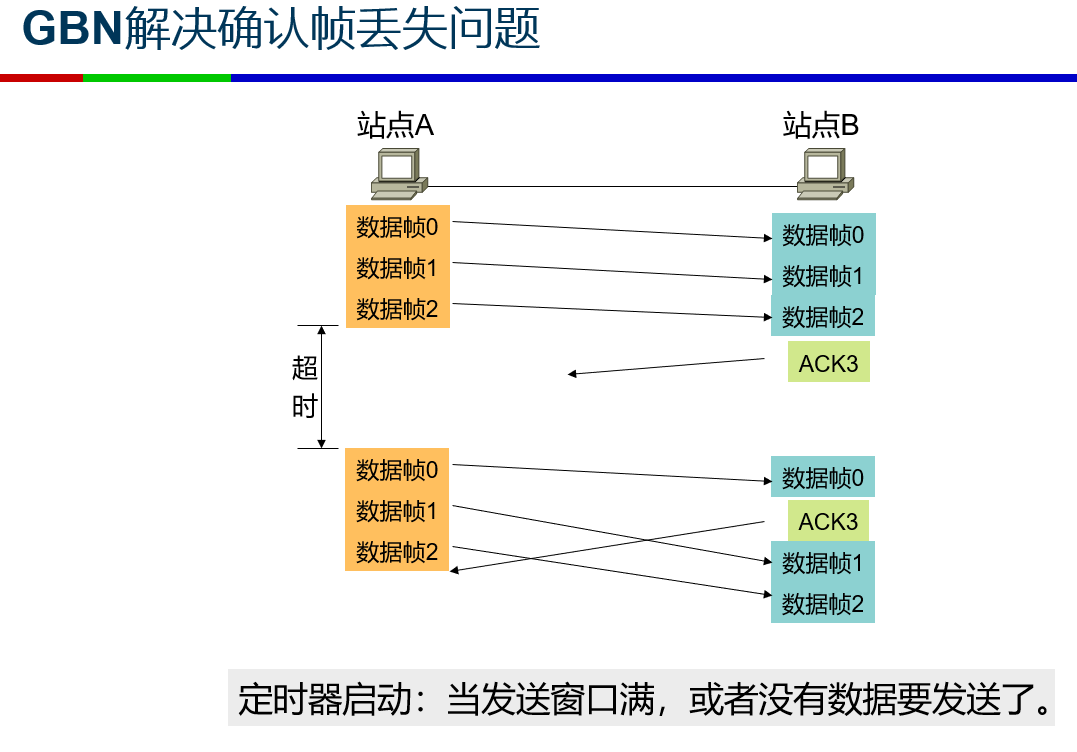 GBN解决确认帧丢失问题
站点A
站点B
数据帧0
数据帧1
数据帧2
数据帧0
数据帧1
数据帧2
ACK3
超
时
数据帧0
数据帧1
数据帧2
数据帧0
ACK3
数据帧1
数据帧2
定时器启动：当发送窗口满，或者没有数据要发送了。